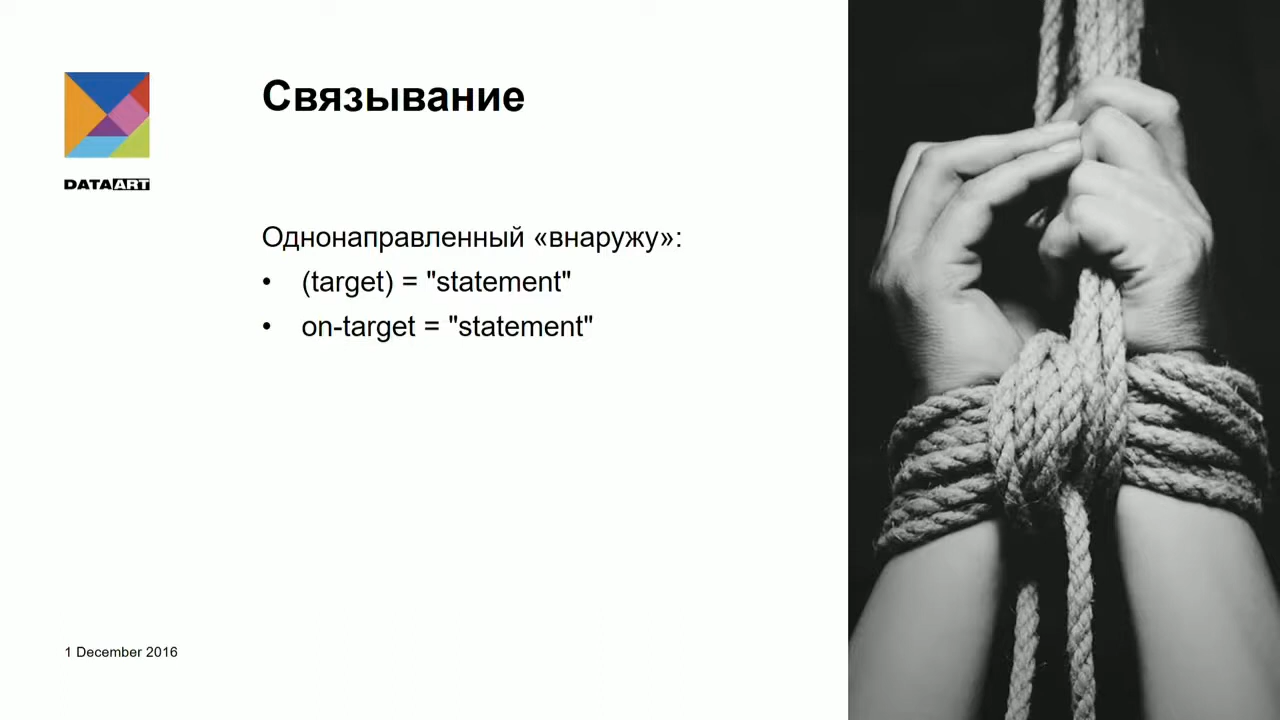 Связывание
DATAART
Однонаправленный «внаружу»:
• (target) = "statement"
• on-target = "statement"
1 December 2016